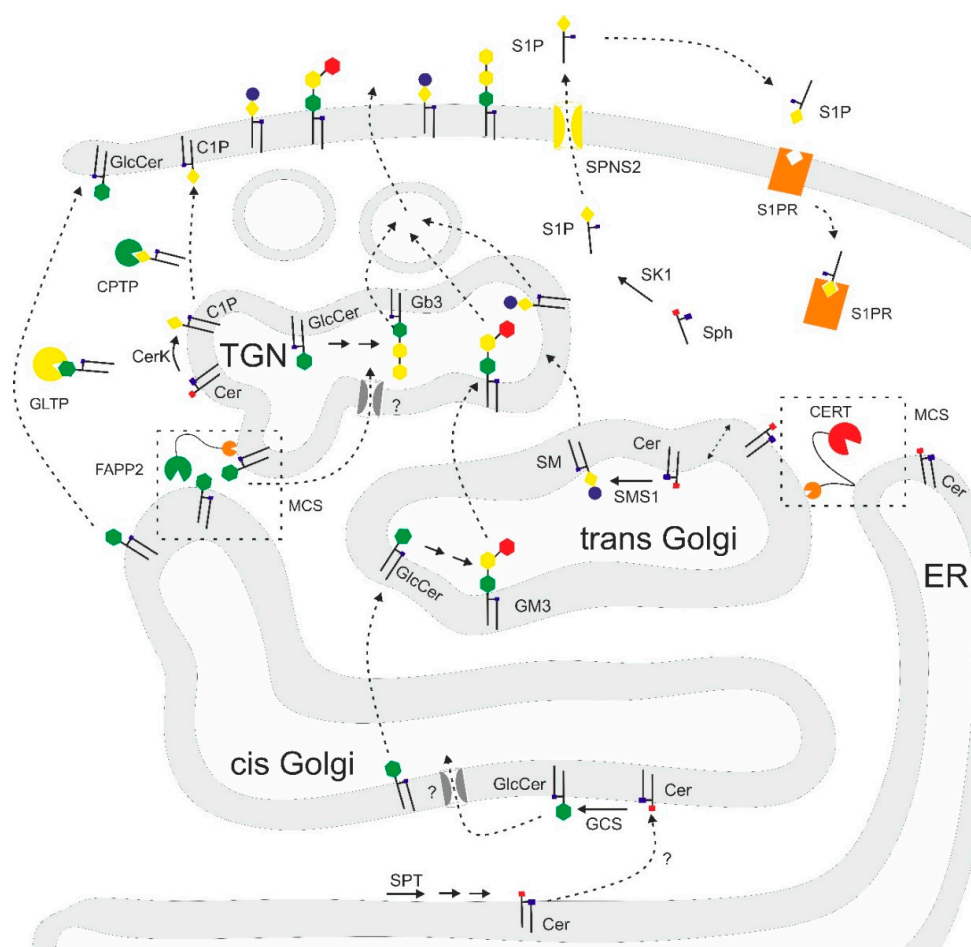 S1P
S1P
GlcCer
C1P
SPNS2
S1PR
S1P
CPTP
SK1
S1PR
Sph
C1P
GlcCer
Gb3
TGN
CerK
Cer
GLTP
?
FAPP2
MCS
SM
Cer
SMS1
CERT
MCS
Cer
trans Golgi
ER
GlcCer
GM3
cis Golgi
?
GlcCer
Cer
GCS
?
SPT
Cer